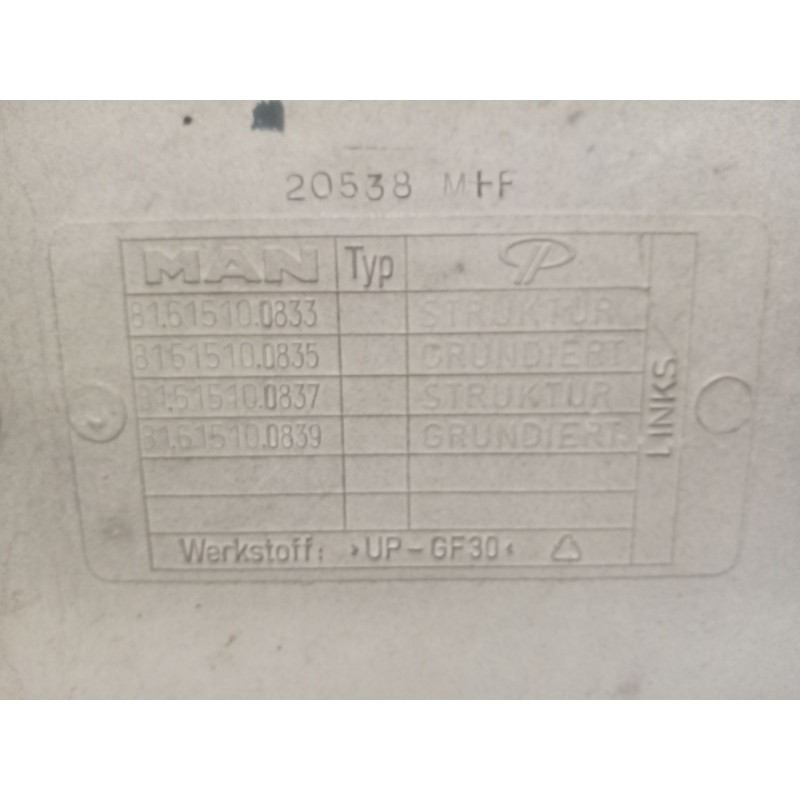 20538 MFF
MAN Typ
81.61510.0833 STRUKTUR
81.61510.0835 GRUNDIERT
81.61510.0837 STRUKTUR
81.61510.0839 GRUNDIERT
LINKS
Werkstoff: >UP-GF30<